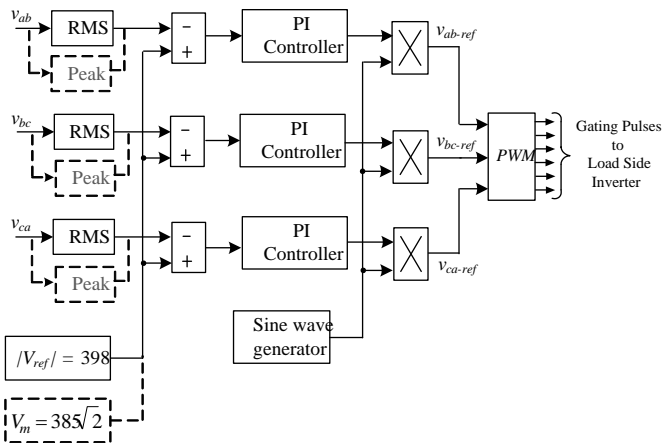 v_ab
RMS
Peak
-
+
PI
Controller
v_ab-ref
v_bc
RMS
Peak
-
+
PI
Controller
v_bc-ref
PWM
Gating Pulses
to
Load Side
Inverter
v_ca
RMS
Peak
-
+
PI
Controller
v_ca-ref
Sine wave
generator
|V_ref| = 398
V_m = 385√2